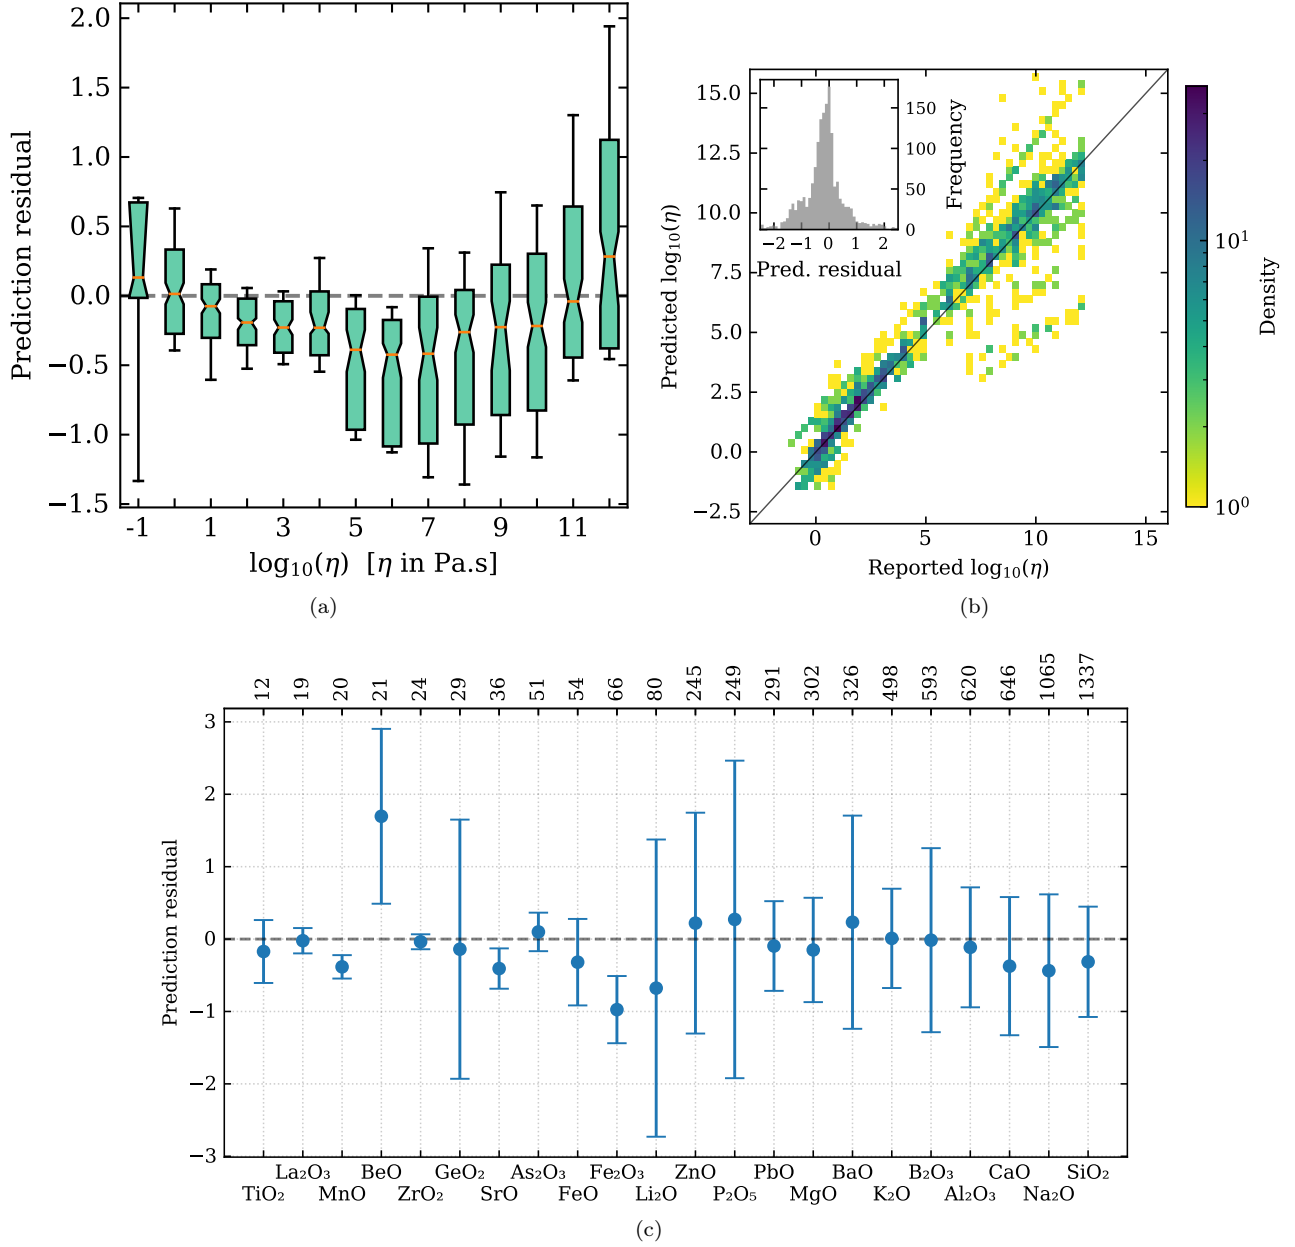 2.0
1.5
1.0
0.5
0.0
−0.5
−1.0
−1.5
Prediction residual
-1 1 3 5 7 9 11
log₁₀(η) [η in Pa.s]
(a)
15.0
12.5
10.0
7.5
5.0
2.5
0.0
−2.5
Predicted log₁₀(η)
150
100
50
0
Frequency
−2 −1 0 1 2
Pred. residual
0 5 10 15
Reported log₁₀(η)
10¹
10⁰
Density
(b)
12 19 20 21 24 29 36 51 54 66 80 245 249 291 302 326 498 593 620 646 1065 1337
3
2
1
0
−1
−2
−3
Prediction residual
La₂O₃ BeO GeO₂ As₂O₃ Fe₂O₃ ZnO PbO BaO B₂O₃ CaO SiO₂
TiO₂ MnO ZrO₂ SrO FeO Li₂O P₂O₅ MgO K₂O Al₂O₃ Na₂O
(c)